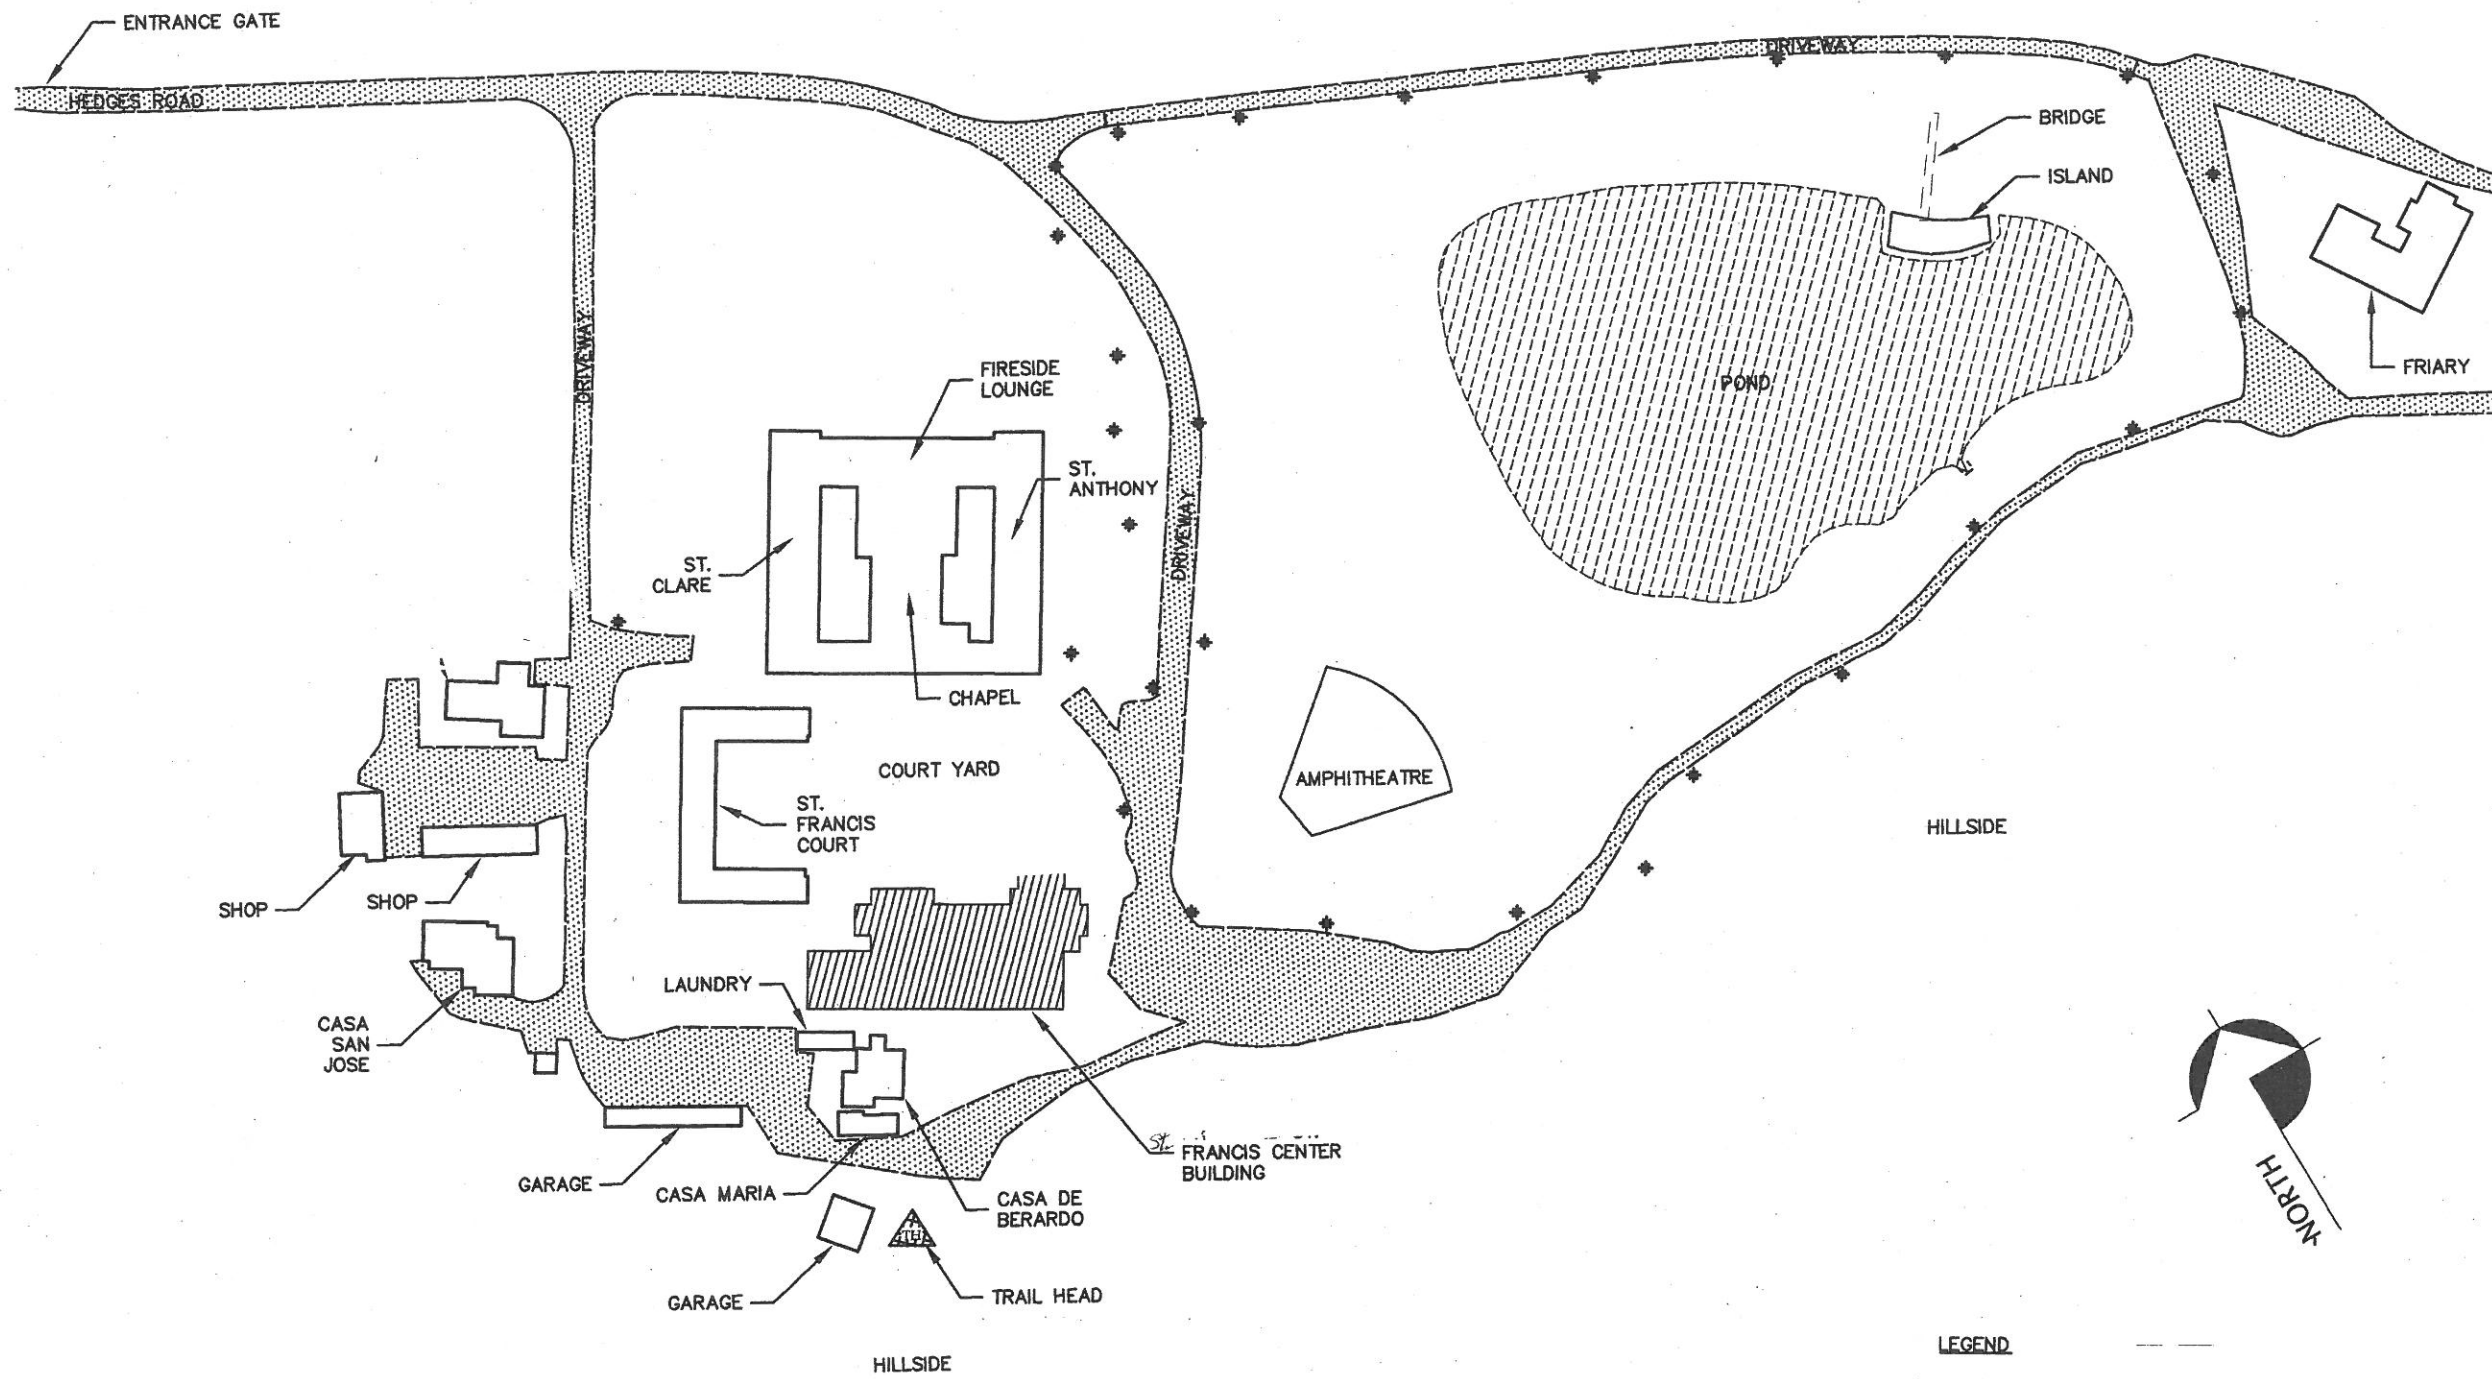 ENTRANCE GATE
HEDGES ROAD
DRIVEWAY
BRIDGE
ISLAND
DRIVEWAY
FIRESIDE
LOUNGE
POND
FRIARY
ST.
ANTHONY
DRIVEWAY
ST.
CLARE
CHAPEL
COURT YARD
AMPHITHEATRE
ST.
FRANCIS
COURT
HILLSIDE
SHOP
SHOP
LAUNDRY
CASA
SAN
JOSE
St.
FRANCIS CENTER
BUILDING
GARAGE
CASA MARIA
CASA DE
BERARDO
NORTH
TH
GARAGE
TRAIL HEAD
LEGEND
HILLSIDE